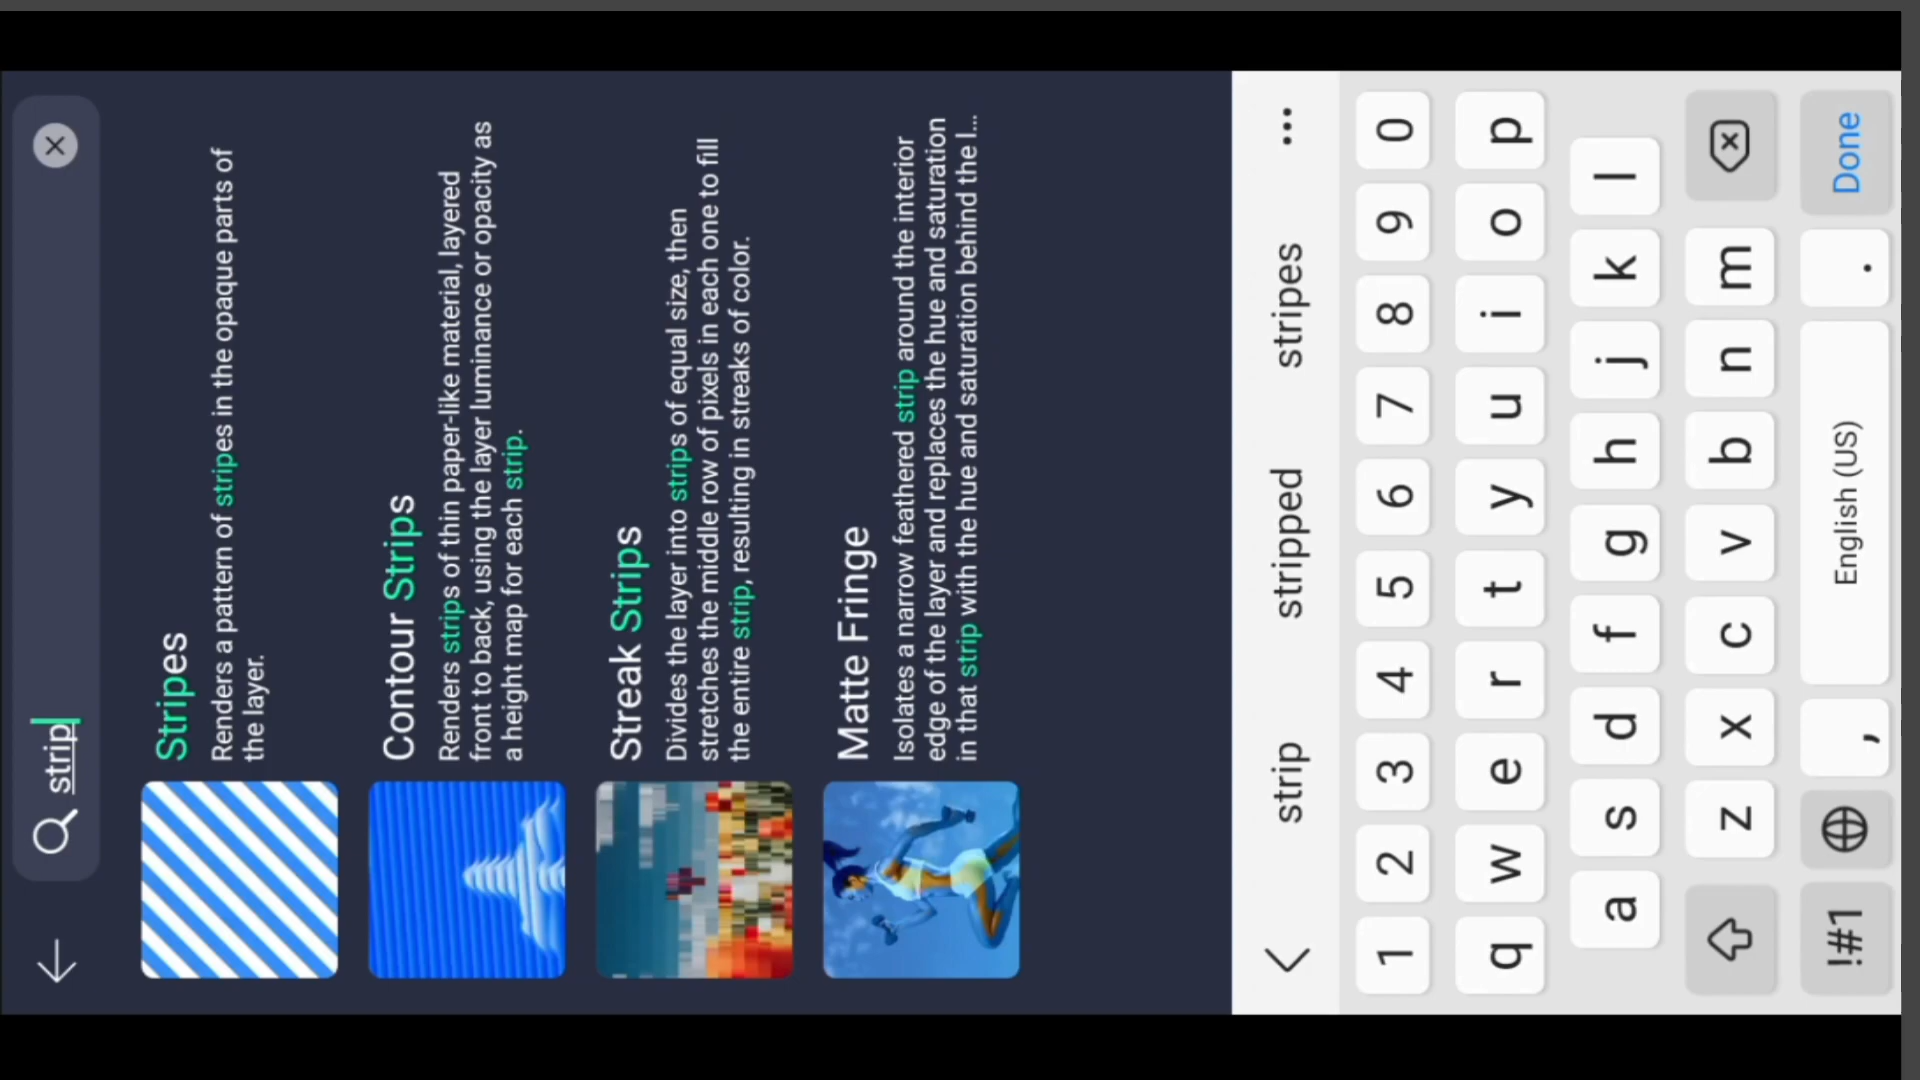 strip
Stripes
Renders a pattern of stripes in the opaque parts of
the layer.
Contour Strips
Renders strips of thin paper-like material, layered
front to back, using the layer luminance or opacity as
a height map for each strip.
Streak Strips
Divides the layer into strips of equal size, then
stretches the middle row of pixels in each one to fill
the entire strip, resulting in streaks of color.
Matte Fringe
Isolates a narrow feathered strip around the interior
edge of the layer and replaces the hue and saturation
in that strip with the hue and saturation behind the l...
strip stripped stripes ...
1 2 3 4 5 6 7 8 9 0
q w e r t y u i o p
a s d f g h j k l
z x c v b n m
!#1 , English (US) . Done